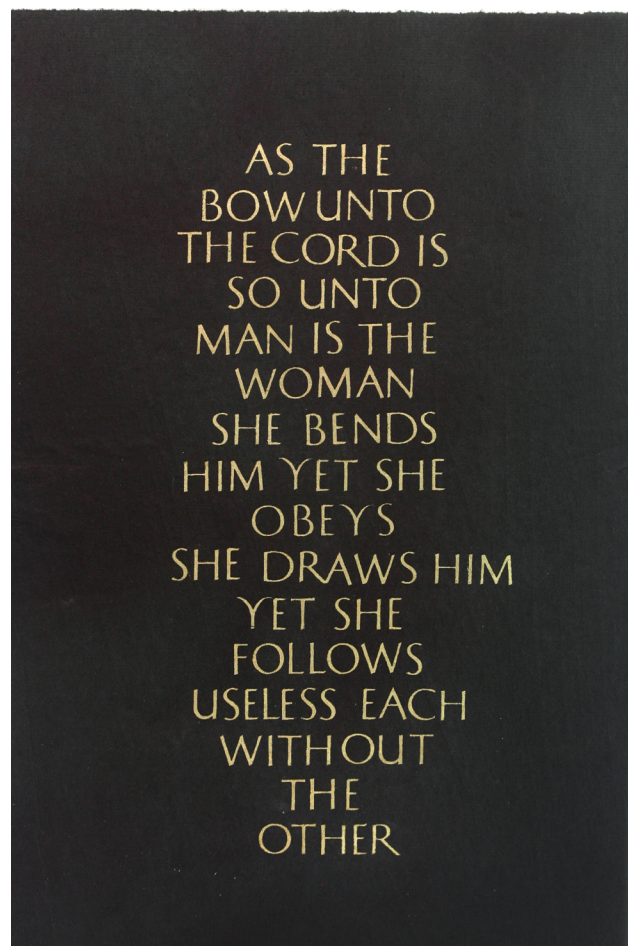 AS THE
BOW UNTO
THE CORD IS
SO UNTO
MAN IS THE
WOMAN
SHE BENDS
HIM YET SHE
OBEYS
SHE DRAWS HIM
YET SHE
FOLLOWS
USELESS EACH
WITHOUT
THE
OTHER